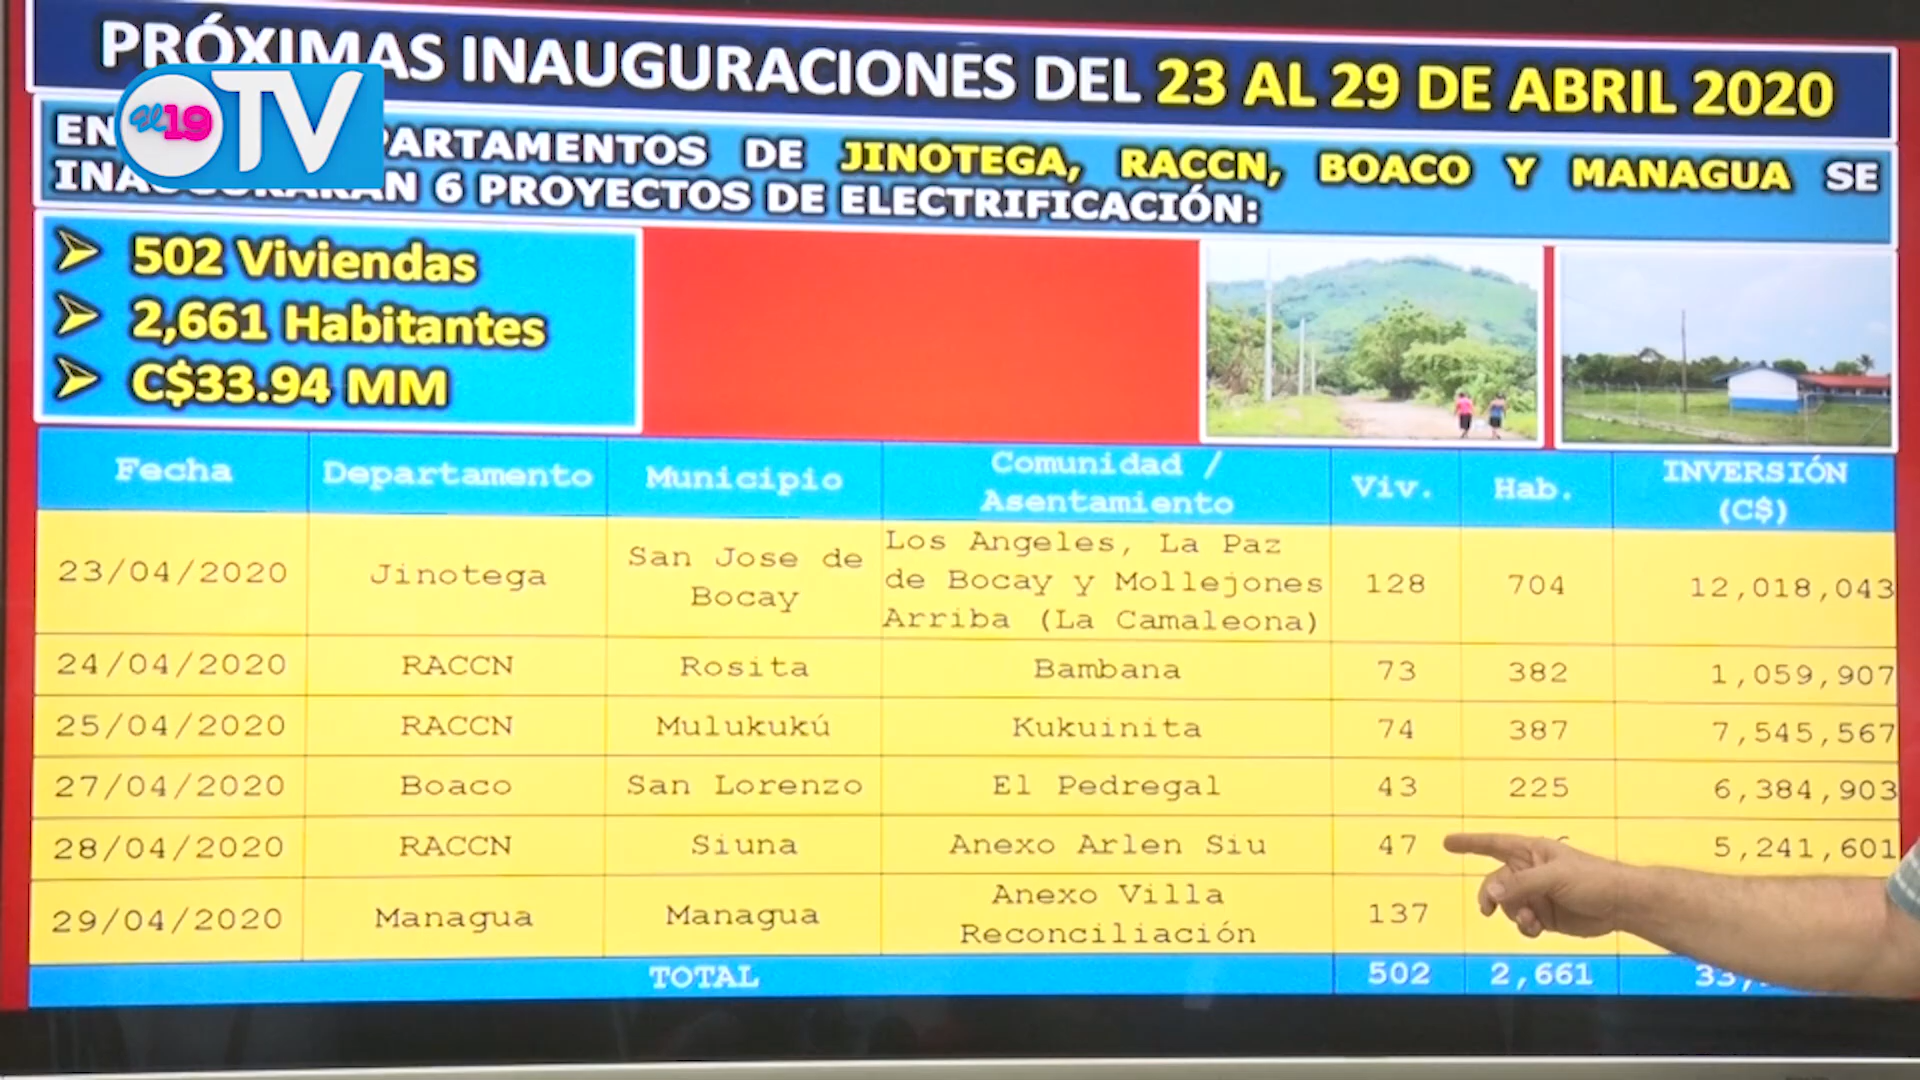 PRÓXIMAS INAUGURACIONES DEL 23 AL 29 DE ABRIL 2020
El 19 TV
EN DE JINOTEGA, RACCN, BOACO Y MANAGUA SE
6 PROYECTOS DE ELECTRIFICACIÓN:
502 Viviendas
2,661 Habitantes
C$33.94 MM
Fecha Departamento Municipio Comunidad / Asentamiento Viv. Hab. INVERSIÓN (C$)
23/04/2020 Jinotega San Jose de Bocay Los Angeles, La Paz de Bocay y Mollejones Arriba (La Camaleona) 128 704 12,018,043
24/04/2020 RACCN Rosita Bambana 73 382 1,059,907
25/04/2020 RACCN Mulukukú Kukuinita 74 387 7,545,567
27/04/2020 Boaco San Lorenzo El Pedregal 43 225 6,384,903
28/04/2020 RACCN Siuna Anexo Arlen Siu 47 5,241,601
29/04/2020 Managua Managua Anexo Villa Reconciliación 137
TOTAL 502 2,661